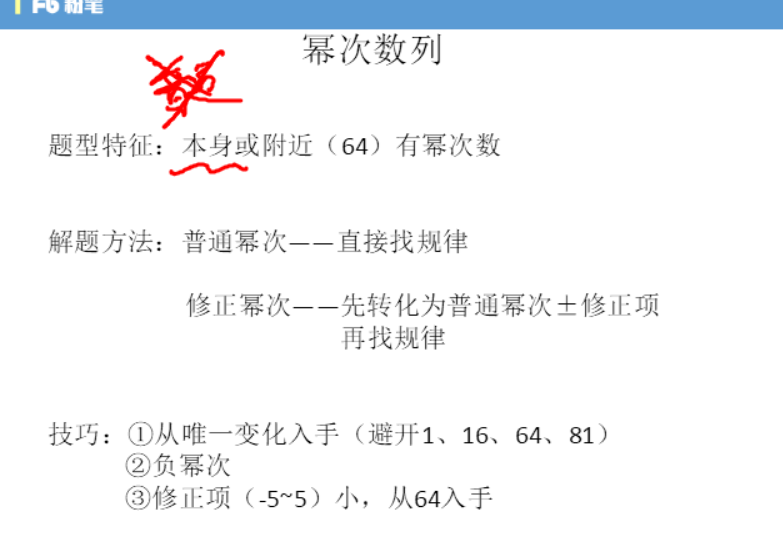 粉笔
幂次数列
题型特征：本身或附近（64）有幂次数
解题方法：普通幂次——直接找规律
修正幂次——先转化为普通幂次±修正项
再找规律
技巧：①从唯一变化入手（避开1、16、64、81）
②负幂次
③修正项（-5~5）小，从64入手